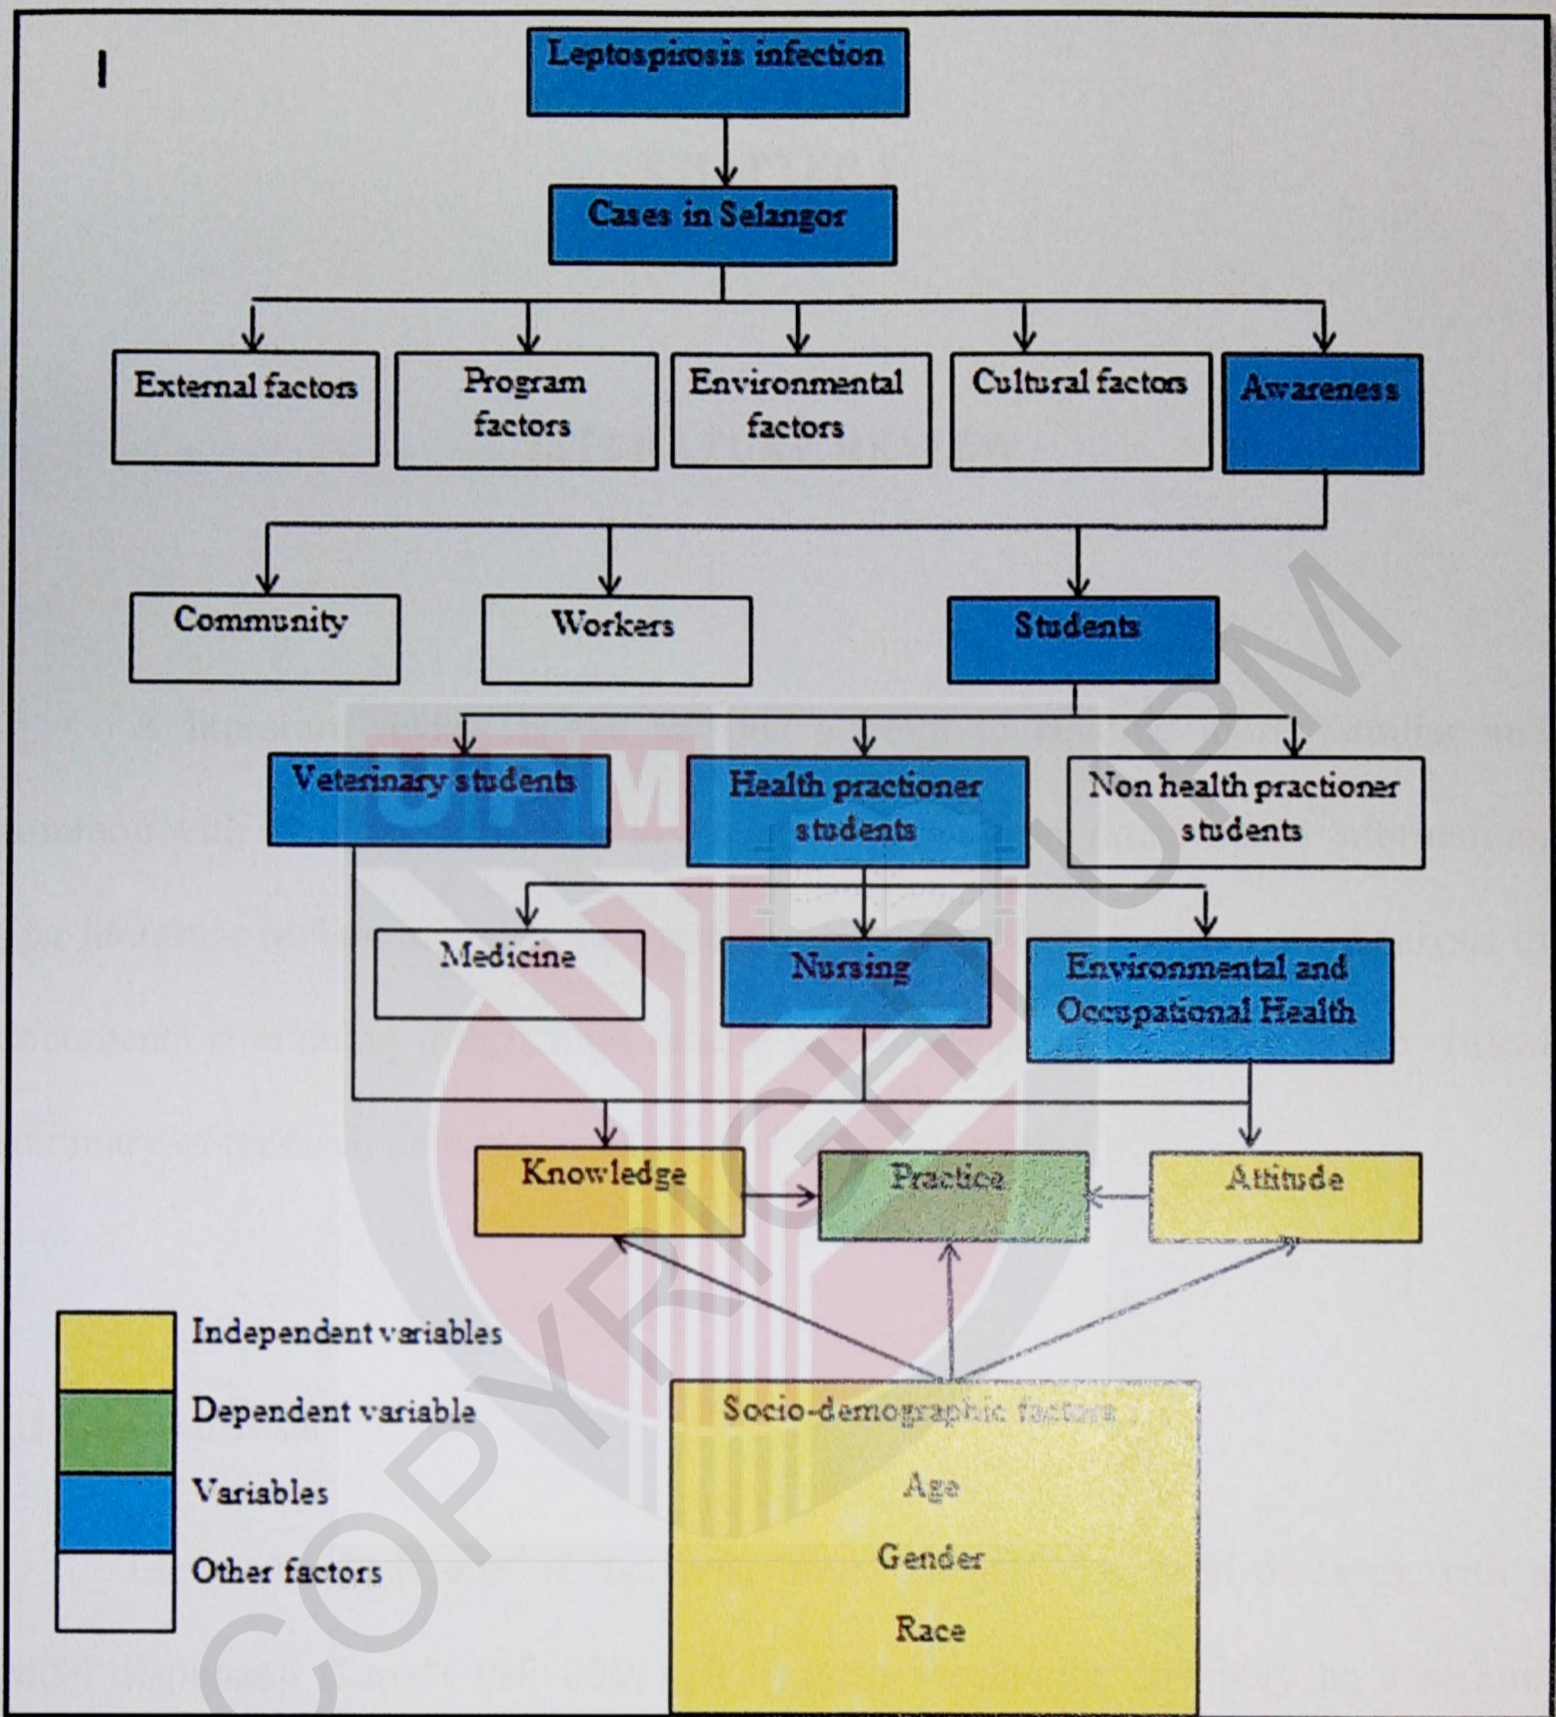 Leptospirosis infection
Cases in Selangor
External factors
Program
factors
Environmental
factors
Cultural factors
Awareness
Community
Workers
Students
Veterinary students
Health practioner
students
Non health practioner
students
Medicine
Nursing
Environmental and
Occupational Health
Knowledge
Practice
Attitude
Independent variables
Dependent variable
Variables
Other factors
Socio-demographic factors
Age
Gender
Race
UPM
COPYRIGHT UPM